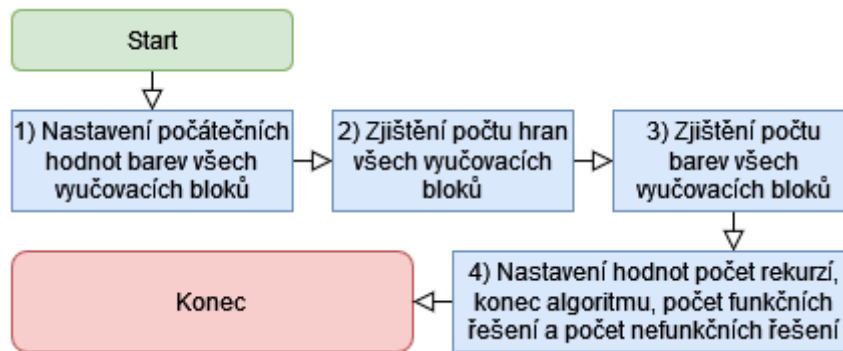 Start
1) Nastavení počátečních
hodnot barev všech
vyučovacích bloků
2) Zjištění počtu hran
všech vyučovacích
bloků
3) Zjištění počtu
barev všech
vyučovacích bloků
4) Nastavení hodnot počet rekurzí,
konec algoritmu, počet funkčních
řešení a počet nefunkčních řešení
Konec